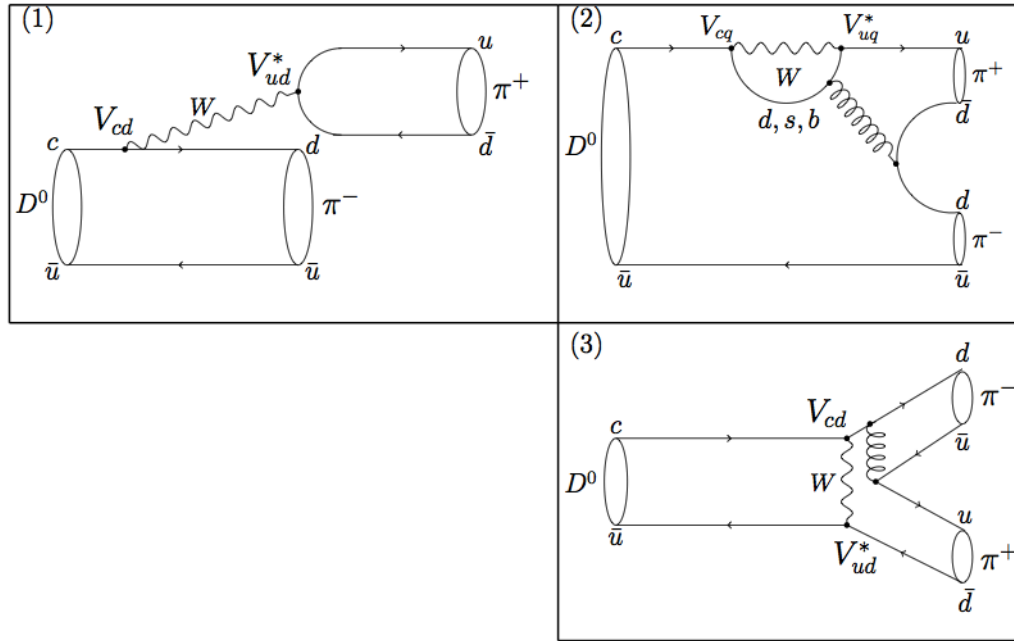 (1)
V*ud
u
π⁺
d̄
W
Vcd
c
d
D⁰
π⁻
ū
ū
(2)
c
Vcq
V*uq
u
W
π⁺
d̄
d, s, b
D⁰
d
π⁻
ū
ū
(3)
d
π⁻
Vcd
c
ū
D⁰
W
u
ū
V*ud
π⁺
d̄